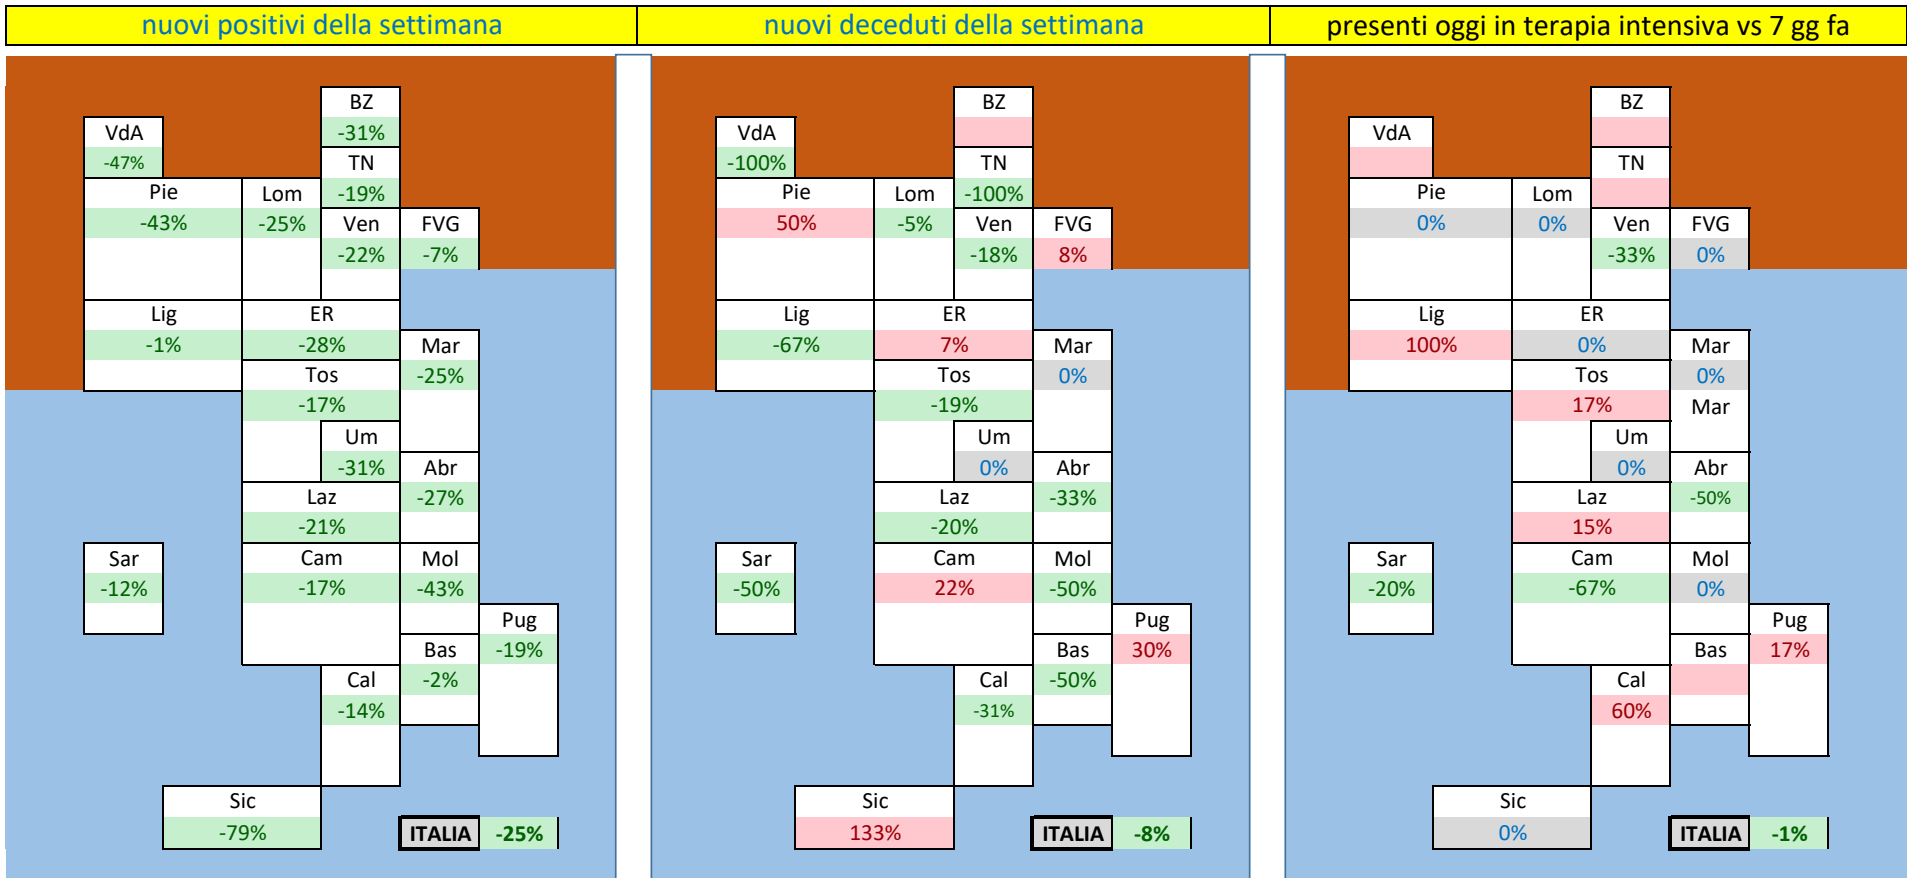 nuovi positivi della settimana
nuovi deceduti della settimana
presenti oggi in terapia intensiva vs 7 gg fa
BZ
VdA -31%
-47% TN
Pie Lom -19%
-43% -25% Ven FVG
-22% -7%
Lig ER
-1% -28% Mar
Tos -25%
-17%
Um
-31% Abr
Laz -27%
-21%
Sar Cam Mol
-12% -17% -43%
Pug
Bas -19%
Cal -2%
-14%
Sic
-79% ITALIA -25%
BZ
VdA
-100% TN
Pie Lom -100%
50% -5% Ven FVG
-18% 8%
Lig ER
-67% 7% Mar
Tos 0%
-19%
Um
0% Abr
Laz -33%
-20%
Sar Cam Mol
-50% 22% -50%
Pug
Bas 30%
Cal -50%
-31%
Sic
133% ITALIA -8%
BZ
VdA
TN
Pie Lom
0% 0% Ven FVG
-33% 0%
Lig ER
100% 0% Mar
Tos 0%
17% Mar
Um
0% Abr
Laz -50%
15%
Sar Cam Mol
-20% -67% 0%
Pug
Bas 17%
Cal
60%
Sic
0% ITALIA -1%